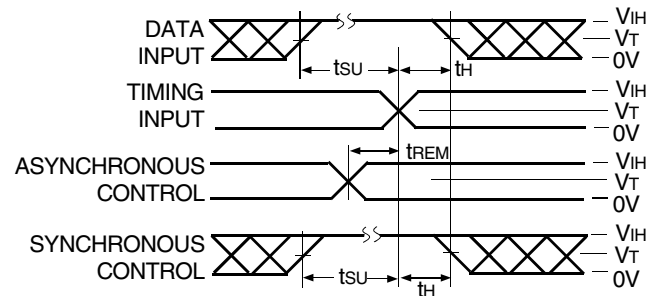 DATA
INPUT
tSU
tH
VIH
VT
0V
TIMING
INPUT
VIH
VT
0V
tREM
ASYNCHRONOUS
CONTROL
VIH
VT
0V
SYNCHRONOUS
CONTROL
tSU
tH
VIH
VT
0V